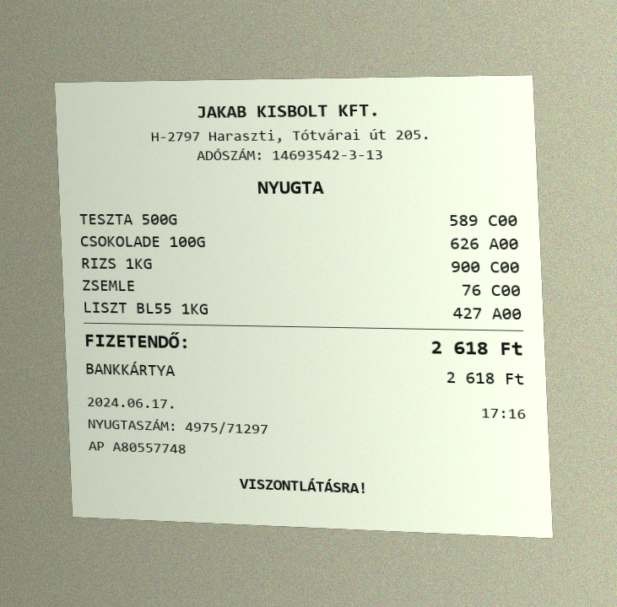 JAKAB KISBOLT KFT.
H-2797 Haraszti, Tótvárai út 205.
ADÓSZÁM: 14693542-3-13
NYUGTA
TESZTA 500G 589 C00
CSOKOLADE 100G 626 A00
RIZS 1KG 900 C00
ZSEMLE 76 C00
LISZT BL55 1KG 427 A00
FIZETENDŐ: 2 618 Ft
BANKKÁRTYA 2 618 Ft
2024.06.17. 17:16
NYUGTASZÁM: 4975/71297
AP A80557748
VISZONTLÁTÁSRA!